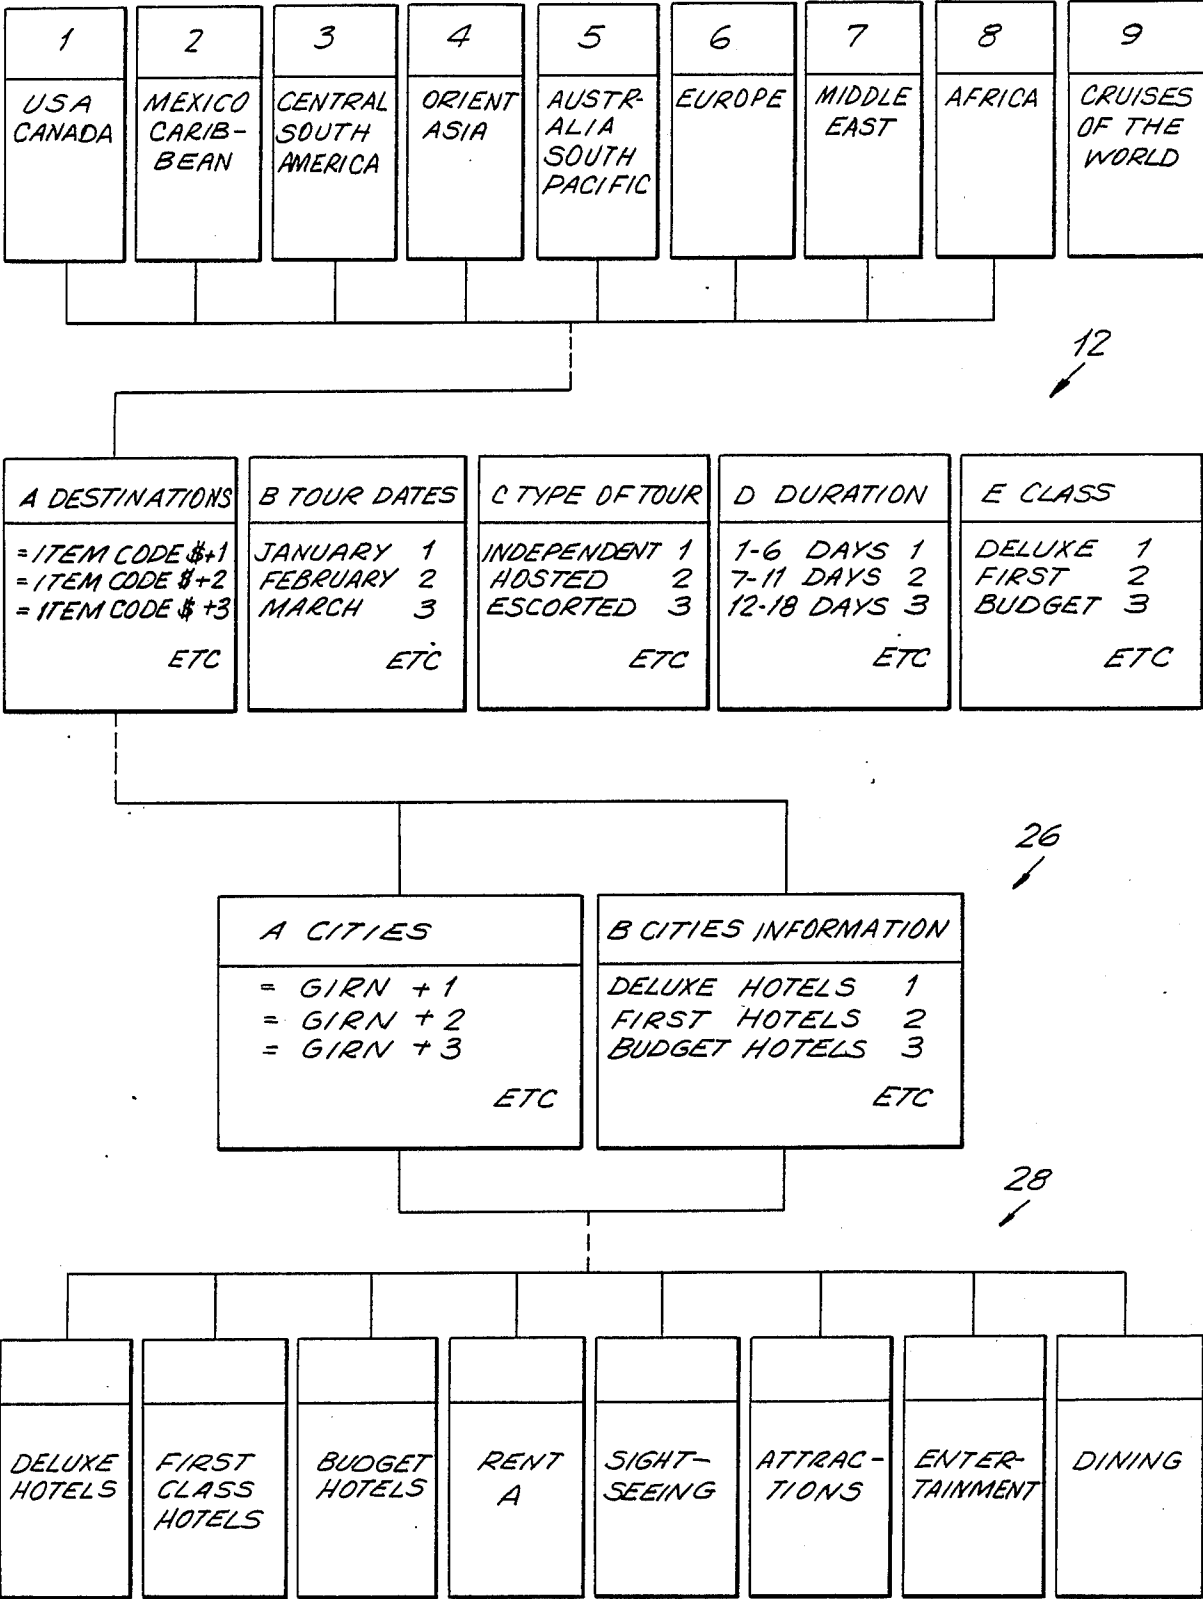 1
2
3
4
5
6
7
8
9
USA
CANADA
MEXICO
CARIB-
BEAN
CENTRAL
SOUTH
AMERICA
ORIENT
ASIA
AUSTR-
ALIA
SOUTH
PACIFIC
EUROPE
MIDDLE
EAST
AFRICA
CRUISES
OF THE
WORLD
12
A DESTINATIONS
= ITEM CODE $+1
= ITEM CODE $+2
= ITEM CODE $+3
ETC
B TOUR DATES
JANUARY 1
FEBRUARY 2
MARCH 3
ETC
C TYPE OF TOUR
INDEPENDENT 1
HOSTED 2
ESCORTED 3
ETC
D DURATION
1-6 DAYS 1
7-11 DAYS 2
12-18 DAYS 3
ETC
E CLASS
DELUXE 1
FIRST 2
BUDGET 3
ETC
26
A CITIES
= GIRN + 1
= GIRN + 2
= GIRN + 3
ETC
B CITIES INFORMATION
DELUXE HOTELS 1
FIRST HOTELS 2
BUDGET HOTELS 3
ETC
28
DELUXE
HOTELS
FIRST
CLASS
HOTELS
BUDGET
HOTELS
RENT
A
SIGHT-
SEEING
ATTRAC-
TIONS
ENTER-
TAINMENT
DINING